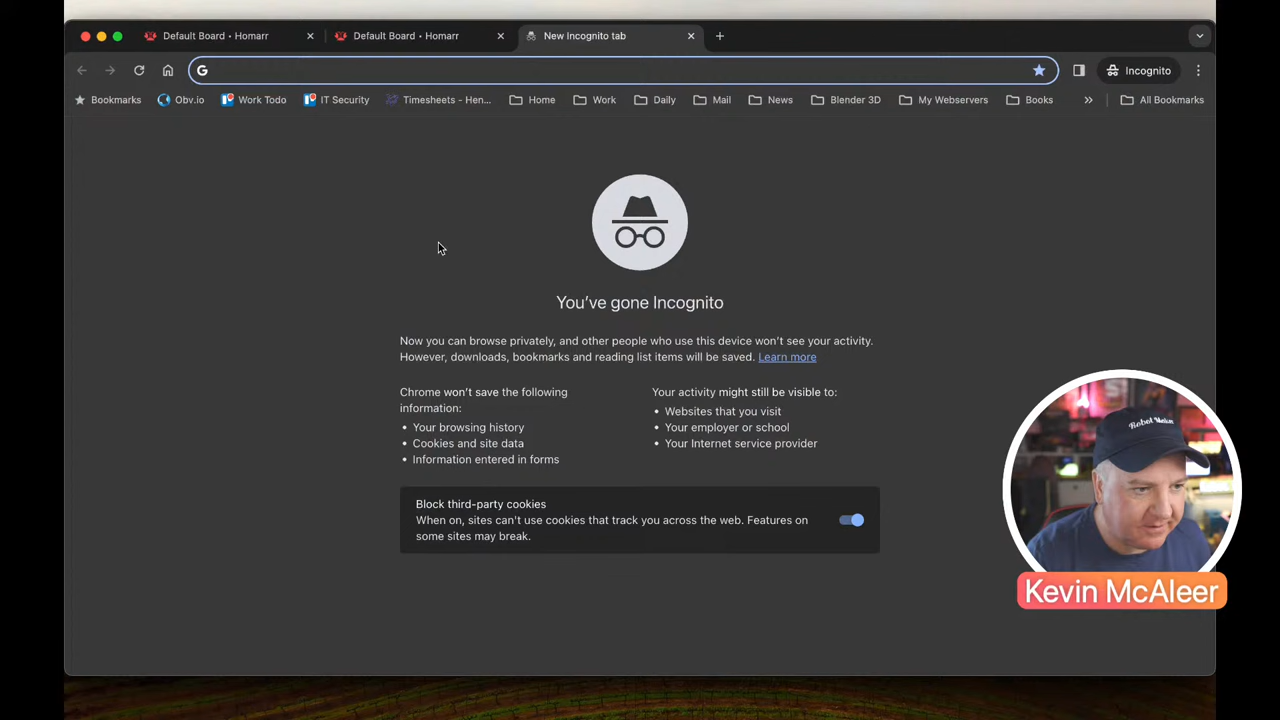 Default Board • Homarr
Default Board • Homarr
New Incognito tab
G
Incognito
Bookmarks
Obv.io
Work Todo
IT Security
Timesheets - Hen...
Home
Work
Daily
Mail
News
Blender 3D
My Webservers
Books
»
All Bookmarks
You've gone Incognito
Now you can browse privately, and other people who use this device won't see your activity.
However, downloads, bookmarks and reading list items will be saved. Learn more
Chrome won't save the following
information:
• Your browsing history
• Cookies and site data
• Information entered in forms
Your activity might still be visible to:
• Websites that you visit
• Your employer or school
• Your Internet service provider
Block third-party cookies
When on, sites can't use cookies that track you across the web. Features on
some sites may break.
Kevin McAleer